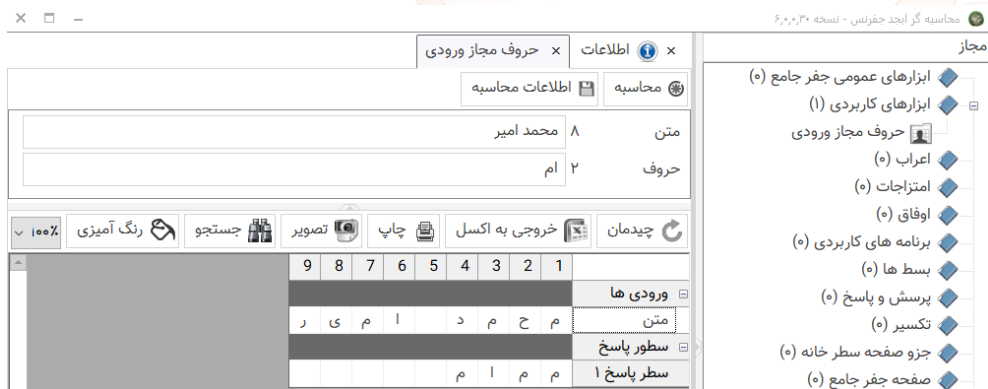 محاسبه گر ابجد جفرنس - نسخه ۶,۰,۰,۳۰
مجاز
ابزارهای عمومی جفر جامع (۰)
ابزارهای کاربردی (۱)
حروف مجاز ورودی
اعراب (۰)
امتزاجات (۰)
اوفاق (۰)
برنامه های کاربردی (۰)
بسط ها (۰)
پرسش و پاسخ (۰)
تکسیر (۰)
جزو صفحه سطر خانه (۰)
صفحه جفر جامع (۰)
اطلاعات
حروف مجاز ورودی
محاسبه اطلاعات محاسبه
متن ۸ محمد امیر
حروف ۲ ام
چیدمان خروجی به اکسل چاپ تصویر جستجو رنگ آمیزی ۱۰۰٪
1 2 3 4 5 6 7 8 9
ورودی ها
متن م ح م د ا م ی ر
سطور پاسخ
سطر پاسخ ۱ م م ا م